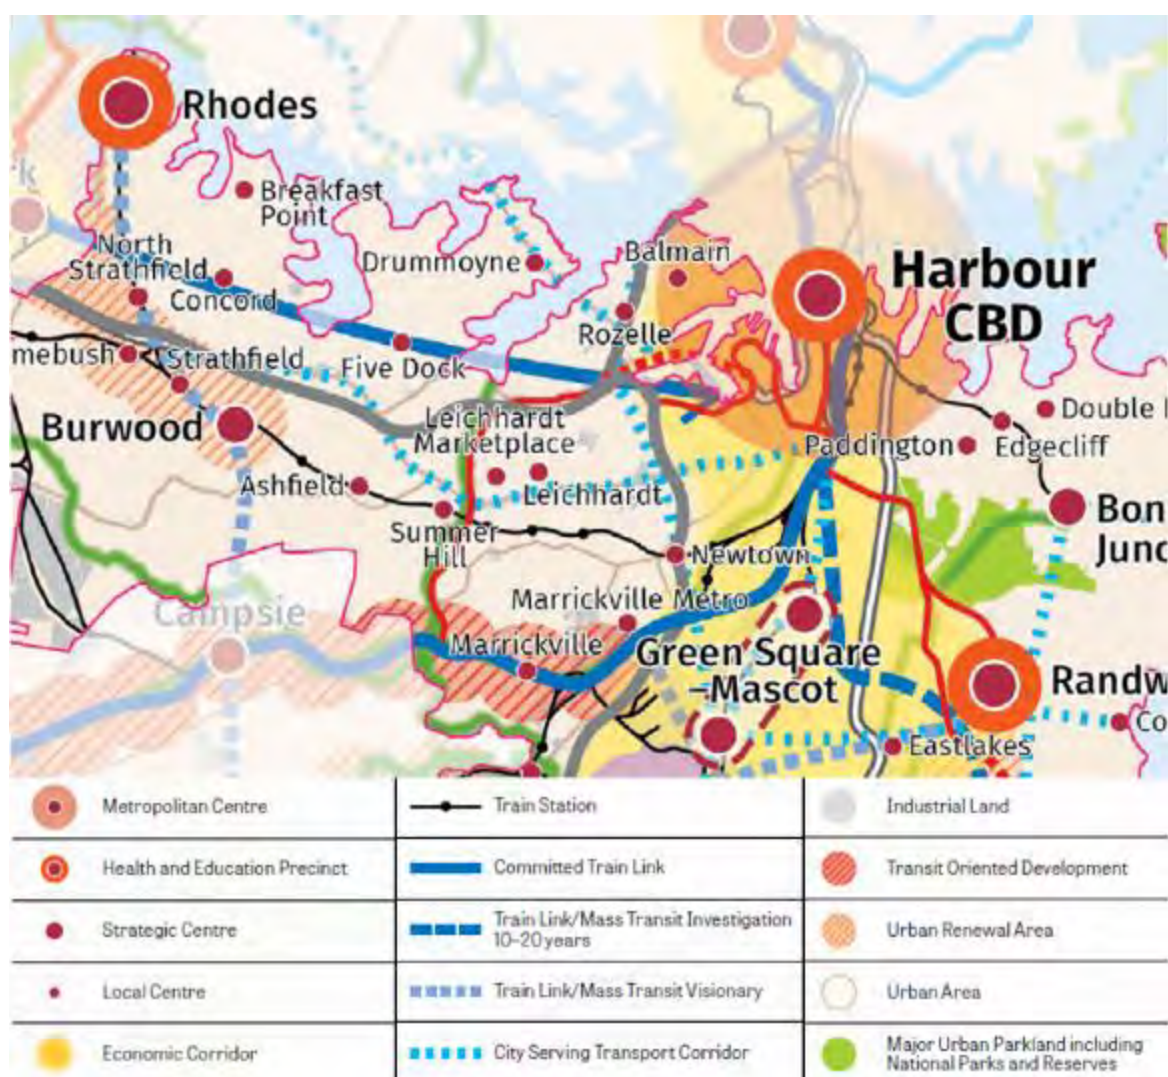 Rhodes
Breakfast
Point
North
Strathfield
Concord
Drummoyne
Balmain
Harbour
CBD
Rozelle
mebush
Strathfield
Five Dock
Burwood
Leichhardt
Marketplace
Double
Paddington
Edgecliff
Ashfield
Leichhardt
Bon
Junc
Summer
Hill
Newtown
Campsie
Marrickville Metro
Marrickville
Green Square
–Mascot
Randw
Co
Eastlakes
Metropolitan Centre
Train Station
Industrial Land
Health and Education Precinct
Committed Train Link
Transit Oriented Development
Strategic Centre
Train Link/Mass Transit Investigation
10–20 years
Urban Renewal Area
Local Centre
Train Link/Mass Transit Visionary
Urban Area
Economic Corridor
City Serving Transport Corridor
Major Urban Parkland including
National Parks and Reserves